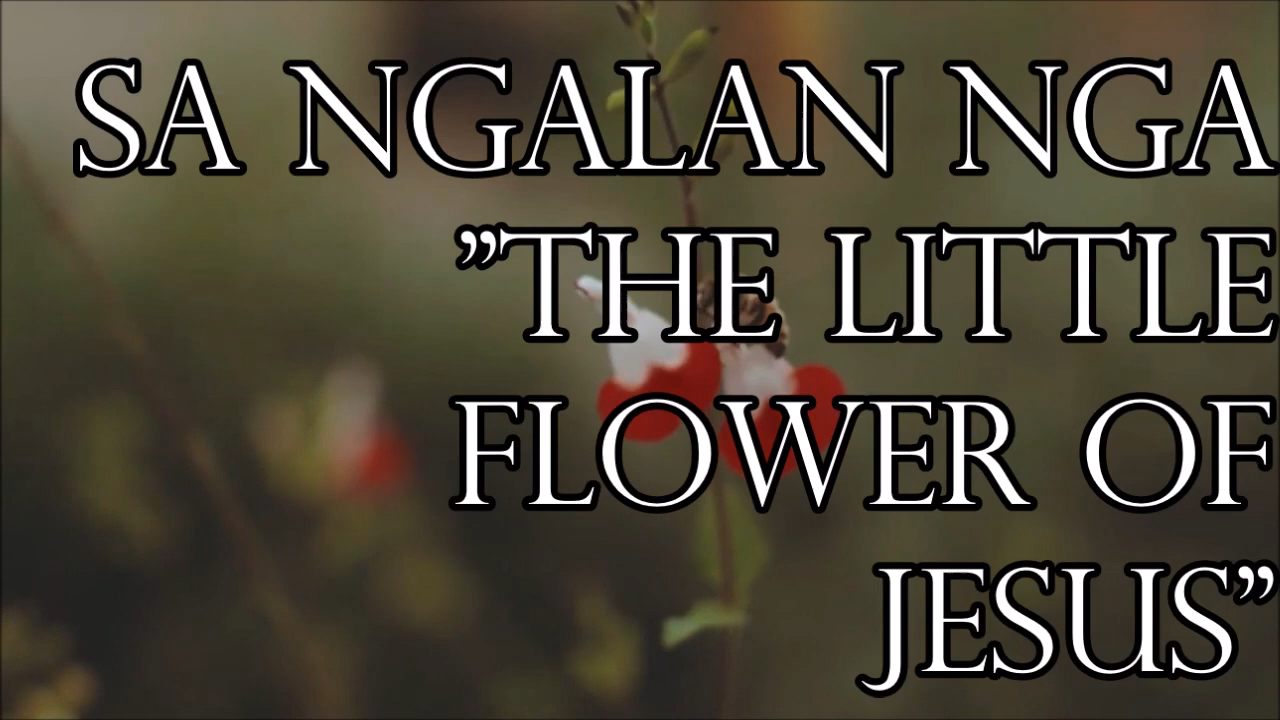 SA NGALAN NGA
”THE LITTLE
FLOWER OF
JESUS”